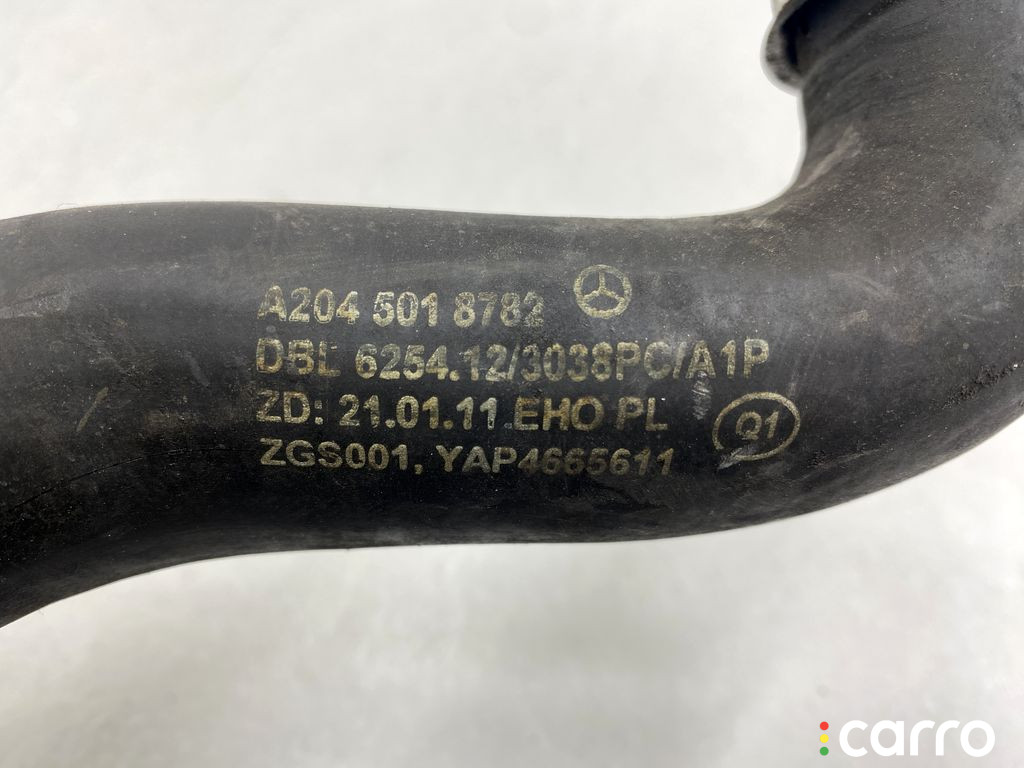 A204 501 8782
DBL 6254.12/3038PC/A1P
ZD: 21.01.11 EHO PL
Q1
ZGS001, YAP4665611
carro